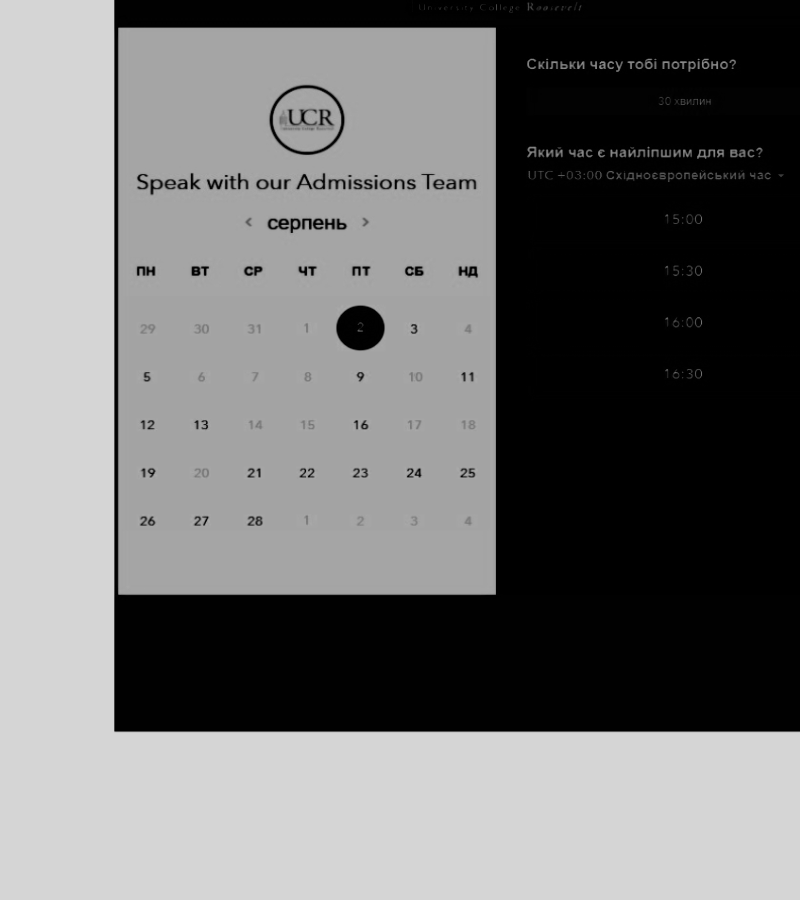 University College Roosevelt
UCR
Speak with our Admissions Team
< серпень >
ПН ВТ СР ЧТ ПТ СБ НД
29 30 31 1 2 3 4
5 6 7 8 9 10 11
12 13 14 15 16 17 18
19 20 21 22 23 24 25
26 27 28 1 2 3 4
Скільки часу тобі потрібно?
30 хвилин
Який час є найліпшим для вас?
UTC +03:00 Східноєвропейський час
15:00
15:30
16:00
16:30